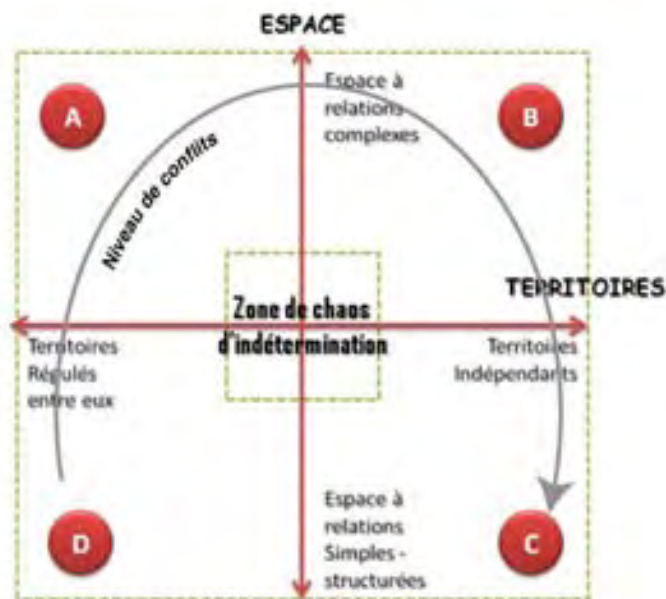 ESPACE
A
Espace à
relations
complexes
B
Niveau de conflits
TERRITOIRES
Zone de chaos
d'indétermination
Territoires
Régulés
entre eux
Territoires
Indépendants
D
Espace à
relations
Simples -
structurées
C